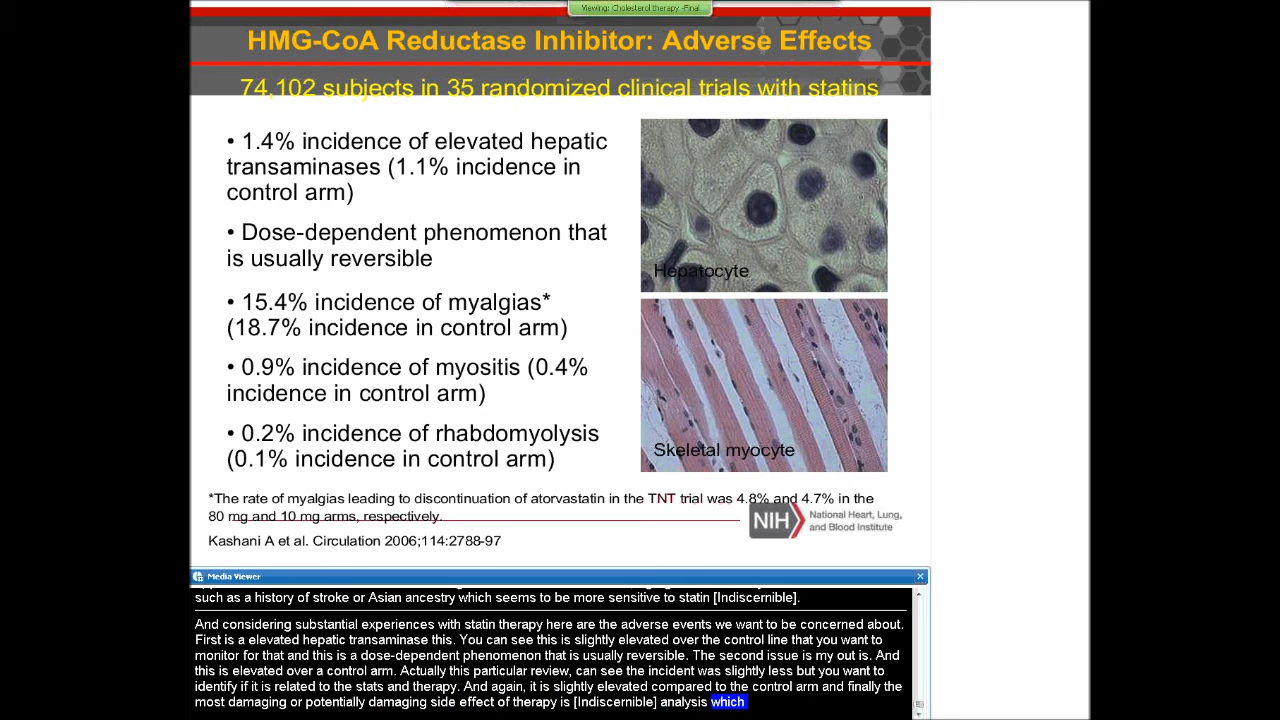 Viewing: Cholesterol therapy -Final
HMG-CoA Reductase Inhibitor: Adverse Effects
74,102 subjects in 35 randomized clinical trials with statins
• 1.4% incidence of elevated hepatic
transaminases (1.1% incidence in
control arm)
• Dose-dependent phenomenon that
is usually reversible
• 15.4% incidence of myalgias*
(18.7% incidence in control arm)
• 0.9% incidence of myositis (0.4%
incidence in control arm)
• 0.2% incidence of rhabdomyolysis
(0.1% incidence in control arm)
Hepatocyte
Skeletal myocyte
*The rate of myalgias leading to discontinuation of atorvastatin in the TNT trial was 4.8% and 4.7% in the
80 mg and 10 mg arms, respectively.
Kashani A et al. Circulation 2006;114:2788-97
NIH
National Heart, Lung,
and Blood Institute
Media Viewer
such as a history of stroke or Asian ancestry which seems to be more sensitive to statin [Indiscernible].
And considering substantial experiences with statin therapy here are the adverse events we want to be concerned about.
First is a elevated hepatic transaminase this. You can see this is slightly elevated over the control line that you want to
monitor for that and this is a dose-dependent phenomenon that is usually reversible. The second issue is my out is. And
this is elevated over a control arm. Actually this particular review, can see the incident was slightly less but you want to
identify if it is related to the stats and therapy. And again, it is slightly elevated compared to the control arm and finally the
most damaging or potentially damaging side effect of therapy is [Indiscernible] analysis which